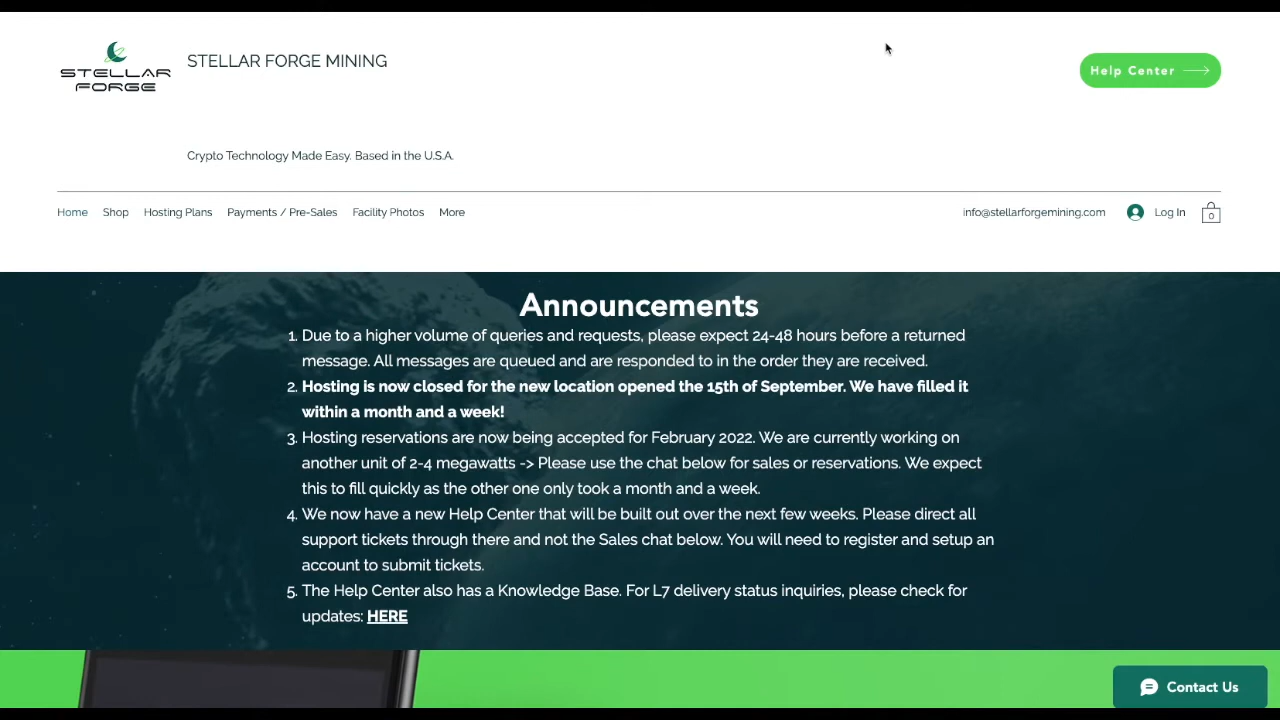 STELLAR
FORGE
STELLAR FORGE MINING
Help Center
Crypto Technology Made Easy. Based in the U.S.A.
Home Shop Hosting Plans Payments / Pre-Sales Facility Photos More
info@stellarforgemining.com Log In 0
Announcements
1. Due to a higher volume of queries and requests, please expect 24-48 hours before a returned
message. All messages are queued and are responded to in the order they are received.
2. Hosting is now closed for the new location opened the 15th of September. We have filled it
within a month and a week!
3. Hosting reservations are now being accepted for February 2022. We are currently working on
another unit of 2-4 megawatts -> Please use the chat below for sales or reservations. We expect
this to fill quickly as the other one only took a month and a week.
4. We now have a new Help Center that will be built out over the next few weeks. Please direct all
support tickets through there and not the Sales chat below. You will need to register and setup an
account to submit tickets.
5. The Help Center also has a Knowledge Base. For L7 delivery status inquiries, please check for
updates: HERE
Contact Us